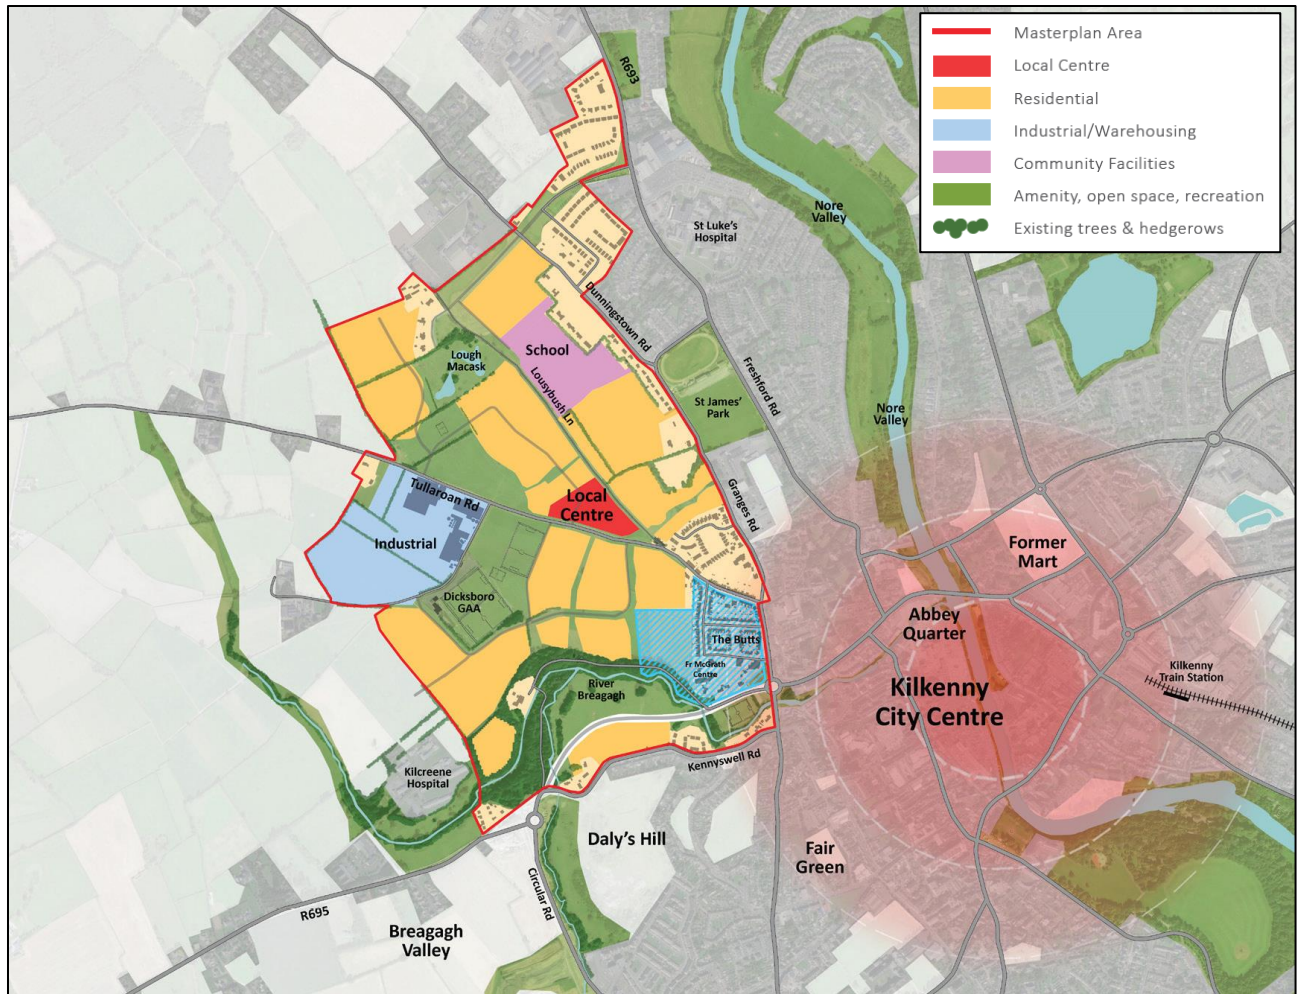 Masterplan Area
Local Centre
Residential
Industrial/Warehousing
Community Facilities
Amenity, open space, recreation
Existing trees & hedgerows
R693
Nore
Valley
St Luke's
Hospital
Dunningstown Rd
School
Lough
Macask
Lousybush Ln
Freshford Rd
St James'
Park
Nore
Valley
Tullaroan Rd
Local
Centre
Granges Rd
Industrial
Former
Mart
Dicksboro
GAA
Abbey
Quarter
The Butts
Fr McGrath
Centre
Kilkenny
Train Station
River
Breagagh
Kilkenny
City Centre
Kennyswell Rd
Kilcreene
Hospital
Daly's Hill
Fair
Green
Circular Rd
R695
Breagagh
Valley